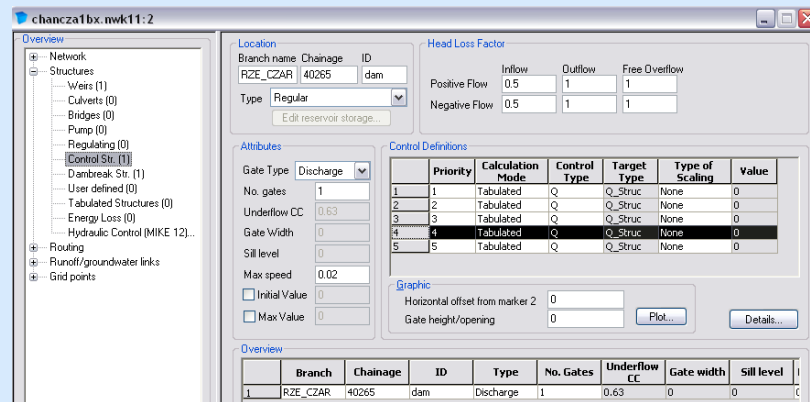 chancza1bx.nwk11:2
Overview
Network
Structures
Weirs (1)
Culverts (0)
Bridges (0)
Pump (0)
Regulating (0)
Control Str. (1)
Dambreak Str. (1)
User defined (0)
Tabulated Structures (0)
Energy Loss (0)
Hydraulic Control (MIKE 12)...
Routing
Runoff/groundwater links
Grid points
Location
Branch name Chainage ID
RZE_CZAR 40265 dam
Type Regular
Edit reservoir storage...
Head Loss Factor
Inflow Outflow Free Overflow
Positive Flow 0.5 1 1
Negative Flow 0.5 1 1
Attributes
Gate Type Discharge
No. gates 1
Underflow CC 0.63
Gate Width 0
Sill level 0
Max speed 0.02
Initial Value 0
Max Value 0
Control Definitions
Priority Calculation Mode Control Type Target Type Type of Scaling Value
1 1 Tabulated Q Q_Struc None 0
2 2 Tabulated Q Q_Struc None 0
3 3 Tabulated Q Q_Struc None 0
4 4 Tabulated Q Q_Struc None 0
5 5 Tabulated Q Q_Struc None 0
Graphic
Horizontal offset from marker 2 0
Gate height/opening 0
Plot...
Details...
Overview
Branch Chainage ID Type No. Gates Underflow CC Gate width Sill level
1 RZE_CZAR 40265 dam Discharge 1 0.63 0 0